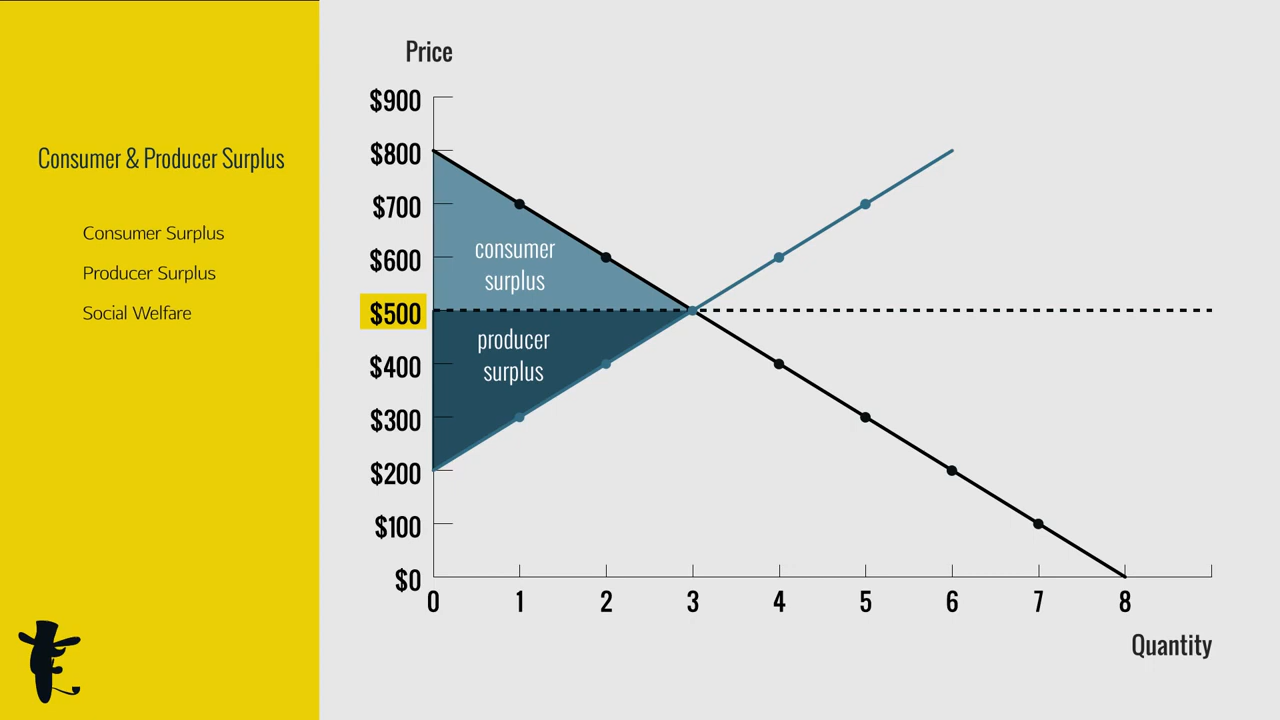 Consumer & Producer Surplus
Consumer Surplus
Producer Surplus
Social Welfare
Price
$900
$800
$700
$600
$500
$400
$300
$200
$100
$0
consumer
surplus
producer
surplus
0 1 2 3 4 5 6 7 8
Quantity